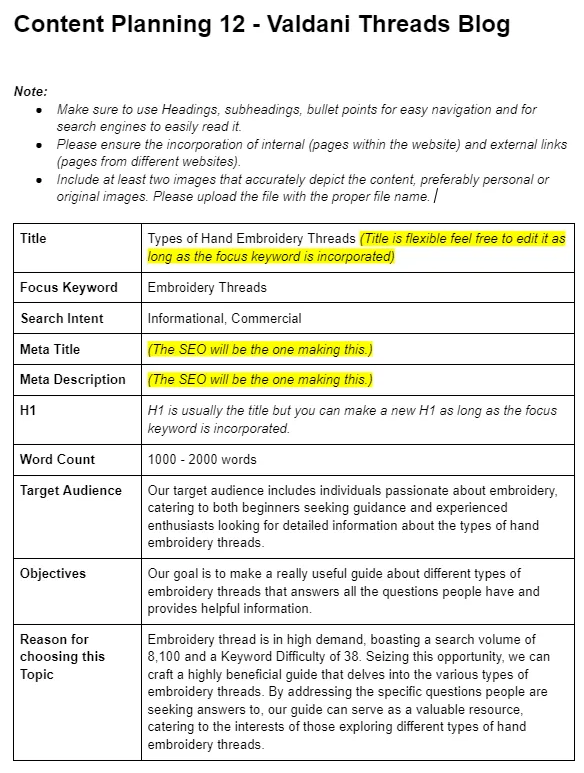 Content Planning 12 - Valdani Threads Blog
Note:
● Make sure to use Headings, subheadings, bullet points for easy navigation and for
search engines to easily read it.
● Please ensure the incorporation of internal (pages within the website) and external links
(pages from different websites).
● Include at least two images that accurately depict the content, preferably personal or
original images. Please upload the file with the proper file name.
Title
Types of Hand Embroidery Threads (Title is flexible feel free to edit it as
long as the focus keyword is incorporated)
Focus Keyword
Embroidery Threads
Search Intent
Informational, Commercial
Meta Title
(The SEO will be the one making this.)
Meta Description
(The SEO will be the one making this.)
H1
H1 is usually the title but you can make a new H1 as long as the focus
keyword is incorporated.
Word Count
1000 - 2000 words
Target Audience
Our target audience includes individuals passionate about embroidery,
catering to both beginners seeking guidance and experienced
enthusiasts looking for detailed information about the types of hand
embroidery threads.
Objectives
Our goal is to make a really useful guide about different types of
embroidery threads that answers all the questions people have and
provides helpful information.
Reason for
choosing this
Topic
Embroidery thread is in high demand, boasting a search volume of
8,100 and a Keyword Difficulty of 38. Seizing this opportunity, we can
craft a highly beneficial guide that delves into the various types of
embroidery threads. By addressing the specific questions people are
seeking answers to, our guide can serve as a valuable resource,
catering to the interests of those exploring different types of hand
embroidery threads.